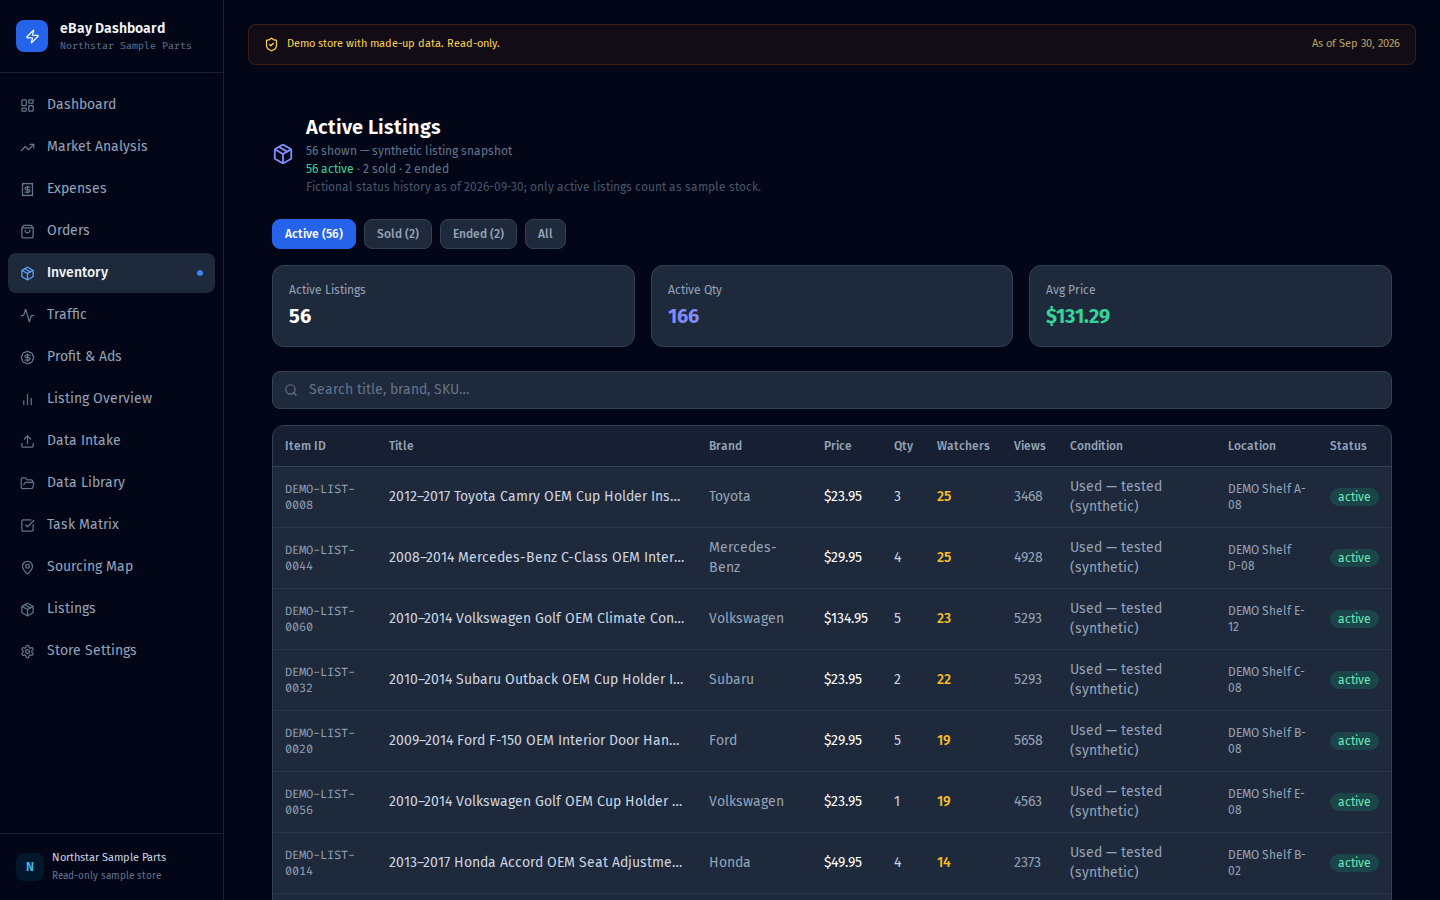 eBay Dashboard
Northstar Sample Parts
Dashboard
Market Analysis
Expenses
Orders
Inventory
Traffic
Profit & Ads
Listing Overview
Data Intake
Data Library
Task Matrix
Sourcing Map
Listings
Store Settings
N
Northstar Sample Parts
Read-only sample store
Demo store with made-up data. Read-only.
As of Sep 30, 2026
Active Listings
56 shown — synthetic listing snapshot
56 active · 2 sold · 2 ended
Fictional status history as of 2026-09-30; only active listings count as sample stock.
Active (56) Sold (2) Ended (2) All
Active Listings
56
Active Qty
166
Avg Price
$131.29
Search title, brand, SKU...
Item ID Title Brand Price Qty Watchers Views Condition Location Status
DEMO-LIST-0008 2012–2017 Toyota Camry OEM Cup Holder Ins... Toyota $23.95 3 25 3468 Used — tested (synthetic) DEMO Shelf A-08 active
DEMO-LIST-0044 2008–2014 Mercedes-Benz C-Class OEM Inter... Mercedes-Benz $29.95 4 25 4928 Used — tested (synthetic) DEMO Shelf D-08 active
DEMO-LIST-0060 2010–2014 Volkswagen Golf OEM Climate Con... Volkswagen $134.95 5 23 5293 Used — tested (synthetic) DEMO Shelf E-12 active
DEMO-LIST-0032 2010–2014 Subaru Outback OEM Cup Holder I... Subaru $23.95 2 22 5293 Used — tested (synthetic) DEMO Shelf C-08 active
DEMO-LIST-0020 2009–2014 Ford F-150 OEM Interior Door Han... Ford $29.95 5 19 5658 Used — tested (synthetic) DEMO Shelf B-08 active
DEMO-LIST-0056 2010–2014 Volkswagen Golf OEM Cup Holder ... Volkswagen $23.95 1 19 4563 Used — tested (synthetic) DEMO Shelf E-08 active
DEMO-LIST-0014 2013–2017 Honda Accord OEM Seat Adjustme... Honda $49.95 4 14 2373 Used — tested (synthetic) DEMO Shelf B-02 active